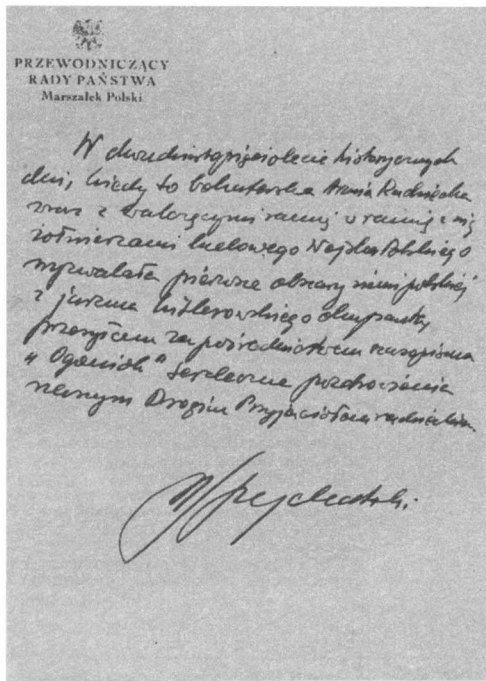 PRZEWODNICZĄCY
RADY PAŃSTWA
Marszałek Polski
W dwudziestopięciolecie historycznych
dni, kiedy to bohaterska Armia Radziecka
wraz z walczącymi ramię w ramię z nią
żołnierzami ludowego Wojska Polskiego
wyzwalała pierwsze obszary ziemi polskiej
z jarzma hitlerowskiego okupanta,
przesyłam za pośrednictwem czasopisma
"Ogoniok" serdeczne pozdrowienia
naszym Drogim Przyjaciołom radzieckim.
M Spychalski.